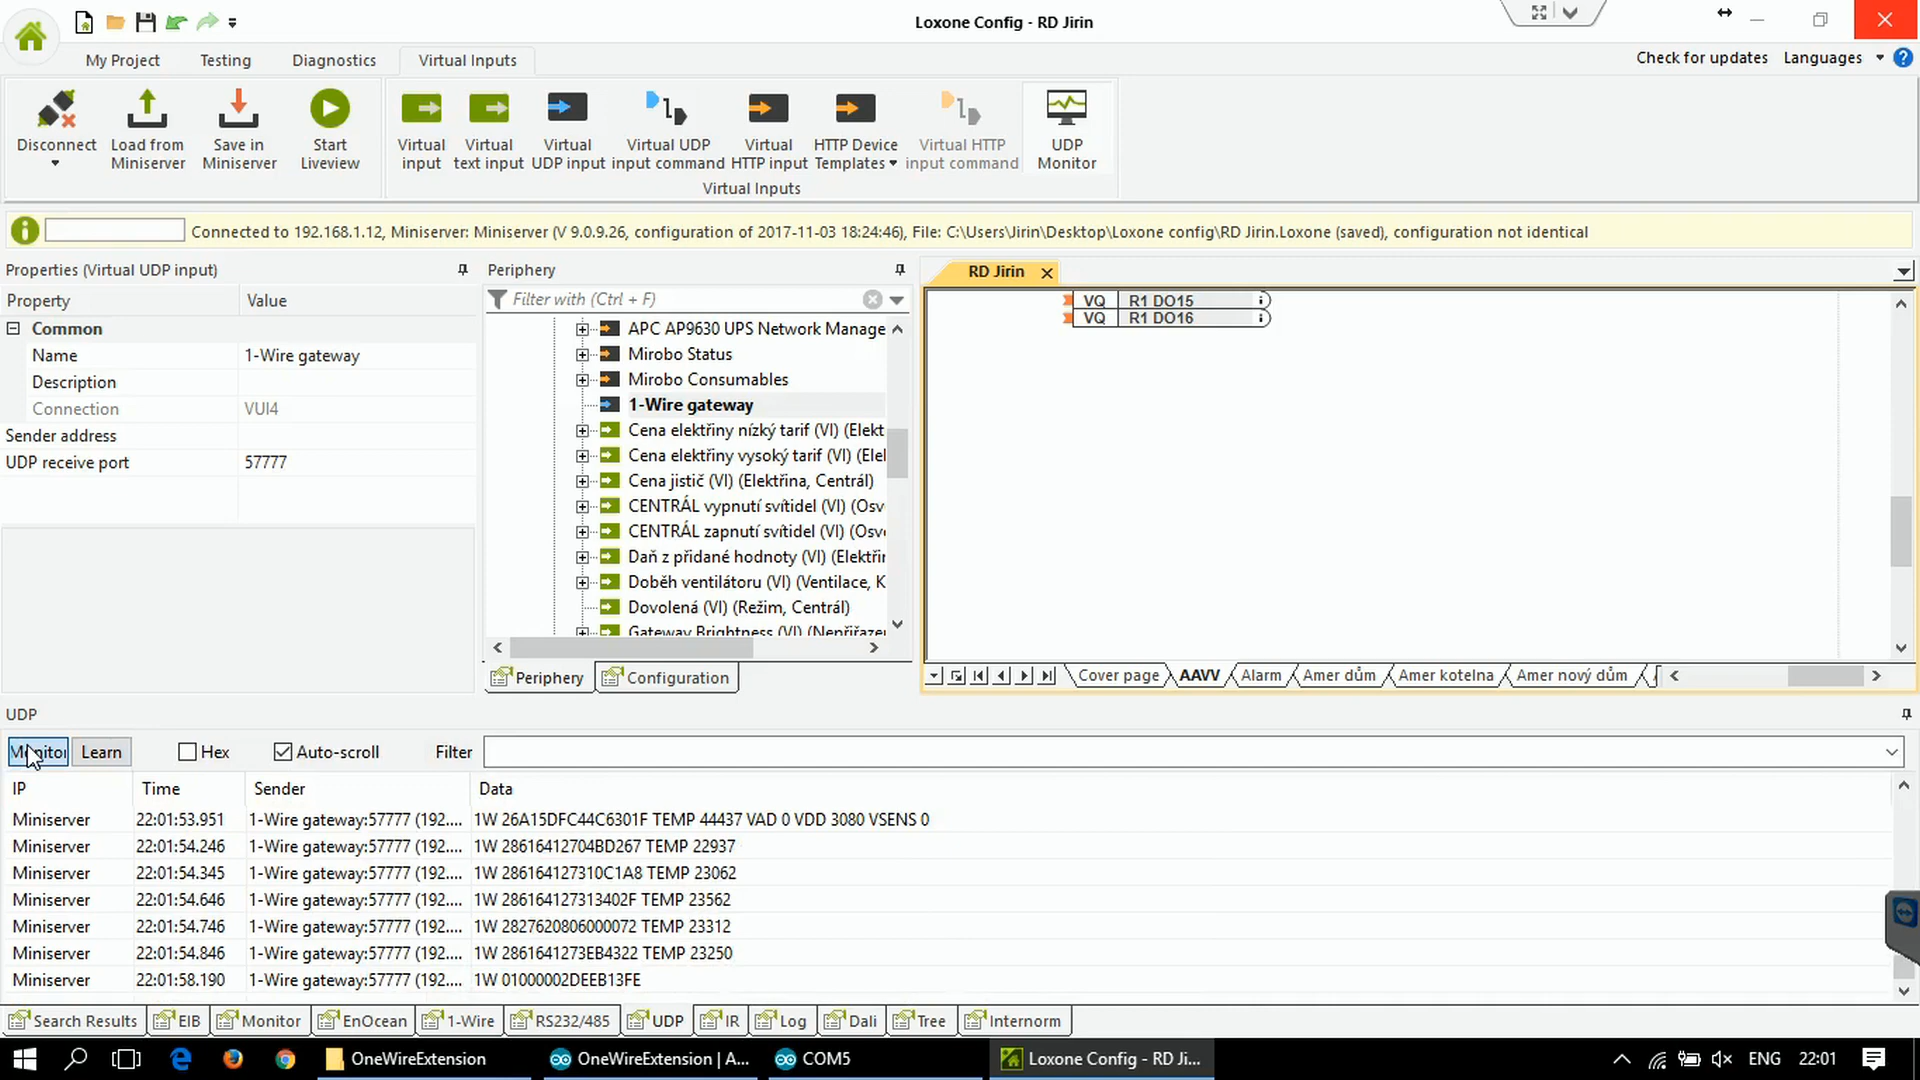 Loxone Config - RD Jirin
My Project
Testing
Diagnostics
Virtual Inputs
Check for updates
Languages
Disconnect
Load from
Miniserver
Save in
Miniserver
Start
Liveview
Virtual
input
Virtual
text input
Virtual
UDP input
Virtual UDP
input command
Virtual
HTTP input
HTTP Device
Templates
Virtual HTTP
input command
UDP
Monitor
Virtual Inputs
Connected to 192.168.1.12, Miniserver: Miniserver (V 9.0.9.26, configuration of 2017-11-03 18:24:46), File: C:\Users\Jirin\Desktop\Loxone config\RD Jirin.Loxone (saved), configuration not identical
Properties (Virtual UDP input)
Property Value
Common
Name 1-Wire gateway
Description
Connection VUI4
Sender address
UDP receive port 57777
Periphery
Filter with (Ctrl + F)
APC AP9630 UPS Network Manage
Mirobo Status
Mirobo Consumables
1-Wire gateway
Cena elektřiny nízký tarif (VI) (Elekt
Cena elektřiny vysoký tarif (VI) (Ele
Cena jistič (VI) (Elektřina, Centrál)
CENTRÁL vypnutí svítidel (VI) (Osv
CENTRÁL zapnutí svítidel (VI) (Osv
Daň z přidané hodnoty (VI) (Elektřin
Doběh ventilátoru (VI) (Ventilace, K
Dovolená (VI) (Režim, Centrál)
Gateway Brightness (VI) (Nepřiřazen
Periphery
Configuration
RD Jirin
VQ R1 DO15 i
VQ R1 DO16 i
Cover page
AAVV
Alarm
Amer dům
Amer kotelna
Amer nový dům
UDP
Monitor
Learn
Hex
Auto-scroll
Filter
IP Time Sender Data
Miniserver 22:01:53.951 1-Wire gateway:57777 (192.... 1W 26A15DFC44C6301F TEMP 44437 VAD 0 VDD 3080 VSENS 0
Miniserver 22:01:54.246 1-Wire gateway:57777 (192.... 1W 28616412704BD267 TEMP 22937
Miniserver 22:01:54.345 1-Wire gateway:57777 (192.... 1W 286164127310C1A8 TEMP 23062
Miniserver 22:01:54.646 1-Wire gateway:57777 (192.... 1W 286164127313402F TEMP 23562
Miniserver 22:01:54.746 1-Wire gateway:57777 (192.... 1W 2827620806000072 TEMP 23312
Miniserver 22:01:54.846 1-Wire gateway:57777 (192.... 1W 2861641273EB4322 TEMP 23250
Miniserver 22:01:58.190 1-Wire gateway:57777 (192.... 1W 01000002DEEB13FE
Search Results
EIB
Monitor
EnOcean
1-Wire
RS232/485
UDP
IR
Log
Dali
Tree
Internorm
OneWireExtension
OneWireExtension | A...
COM5
Loxone Config - RD Ji...
ENG
22:01